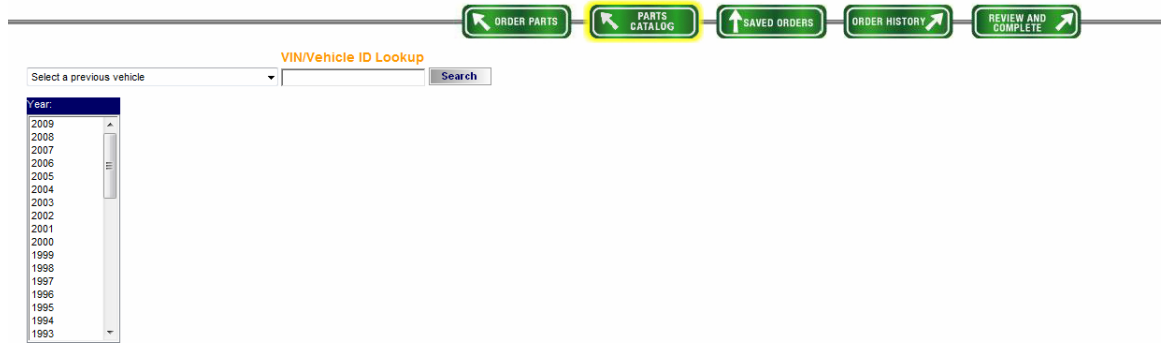 ORDER PARTS
PARTS
CATALOG
SAVED ORDERS
ORDER HISTORY
REVIEW AND
COMPLETE
VIN/Vehicle ID Lookup
Select a previous vehicle
Search
Year:
2009
2008
2007
2006
2005
2004
2003
2002
2001
2000
1999
1998
1997
1996
1995
1994
1993